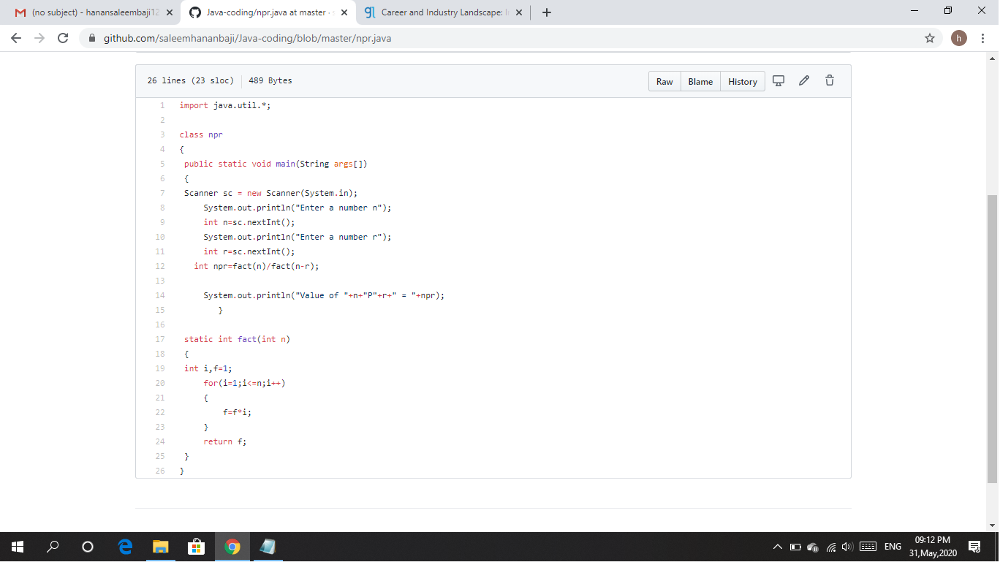 (no subject) - hanansaleembaji12
Java-coding/npr.java at master · s
Career and Industry Landscape: I
github.com/saleemhananbaji/Java-coding/blob/master/npr.java
h
26 lines (23 sloc) 489 Bytes
Raw Blame History
1 import java.util.*;
2
3 class npr
4 {
5 public static void main(String args[])
6 {
7 Scanner sc = new Scanner(System.in);
8 System.out.println("Enter a number n");
9 int n=sc.nextInt();
10 System.out.println("Enter a number r");
11 int r=sc.nextInt();
12 int npr=fact(n)/fact(n-r);
13
14 System.out.println("Value of "+n+"P"+r+" = "+npr);
15 }
16
17 static int fact(int n)
18 {
19 int i,f=1;
20 for(i=1;i<=n;i++)
21 {
22 f=f*i;
23 }
24 return f;
25 }
26 }
ENG
09:12 PM
31,May,2020